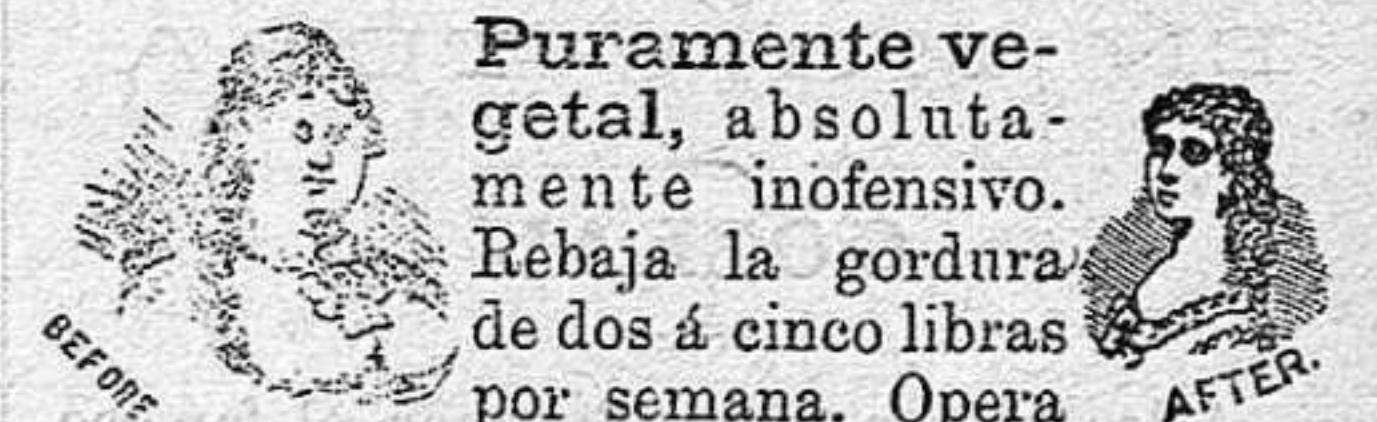 Puramente ve-
getal, absoluta-
mente inofensivo.
Rebaja la gordura
de dos á cinco libras
por semana. Opera
BEFORE
AFTER.